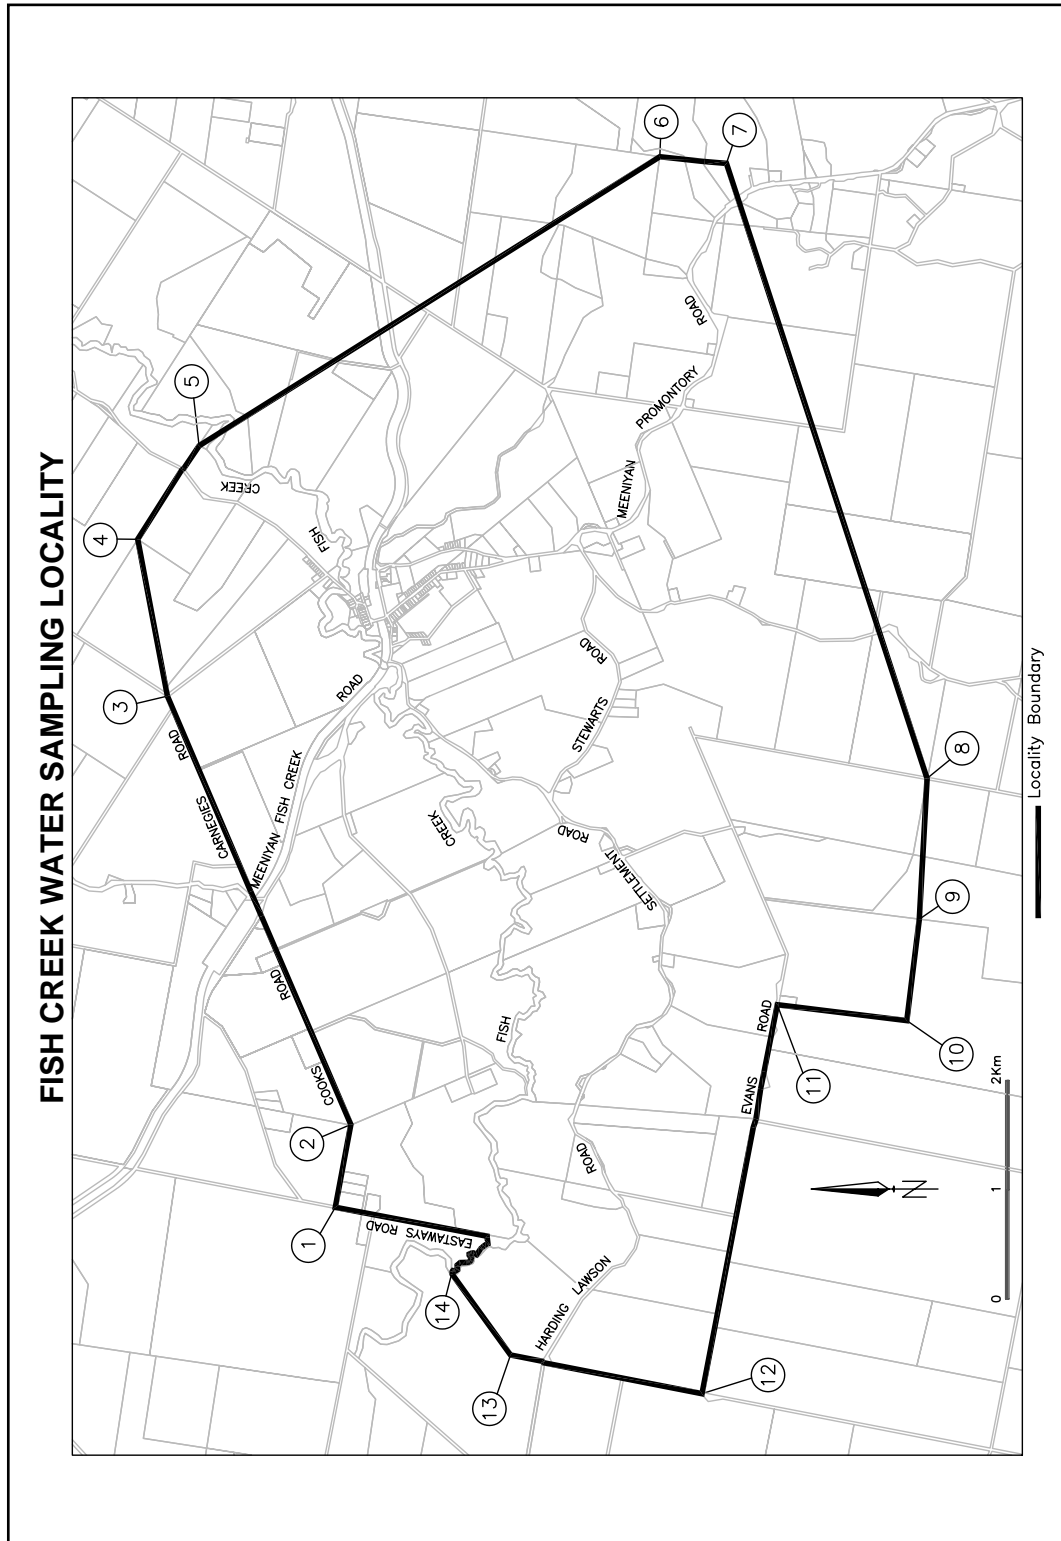 FISH CREEK WATER SAMPLING LOCALITY
1
2
3
4
5
6
7
8
9
10
11
12
13
14
CARNEGIES
ROAD
COOKS
ROAD
MEENIYAN FISH CREEK
ROAD
FISH
CREEK
EASTAWAYS ROAD
FISH
CREEK
HARDING LAWSON
ROAD
SETTLEMENT
ROAD
STEWARTS
ROAD
MEENIYAN
PROMONTORY
ROAD
EVANS
ROAD
N
0
1
2Km
Locality Boundary